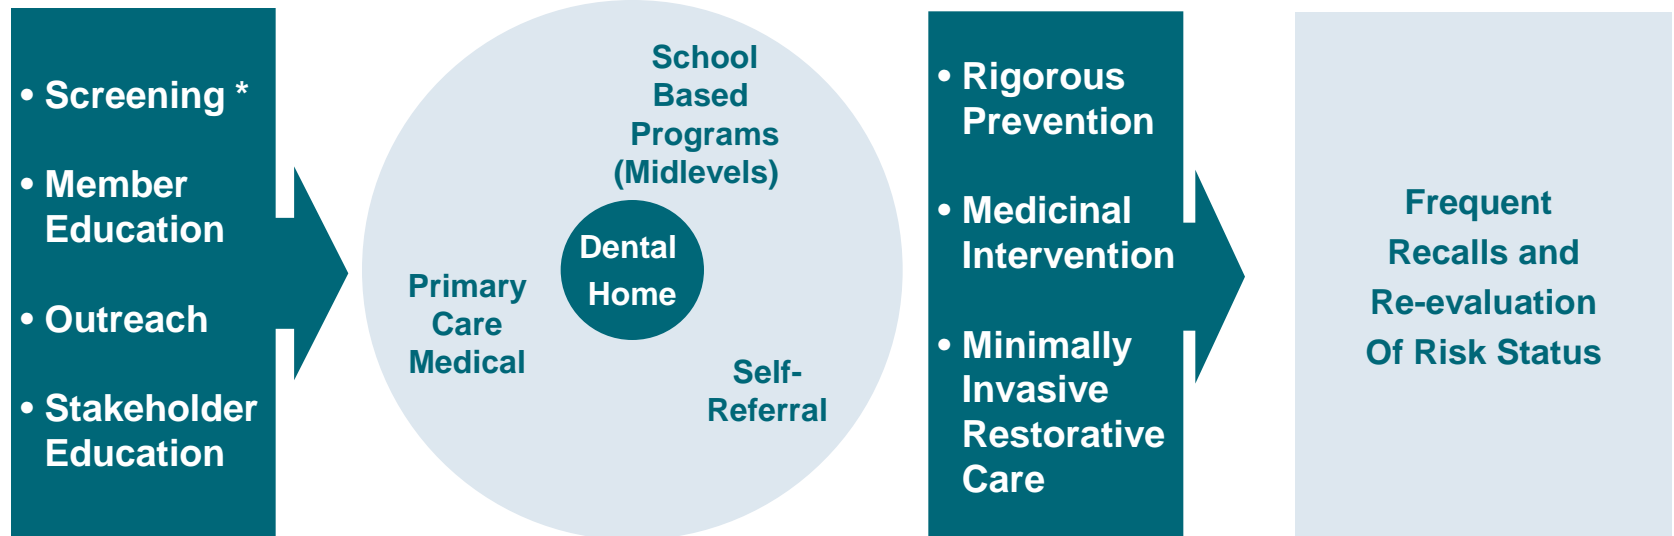 • Screening *
• Member
Education
• Outreach
• Stakeholder
Education
School
Based
Programs
(Midlevels)
Dental
Home
Primary
Care
Medical
Self-
Referral
• Rigorous
Prevention
• Medicinal
Intervention
• Minimally
Invasive
Restorative
Care
Frequent
Recalls and
Re-evaluation
Of Risk Status